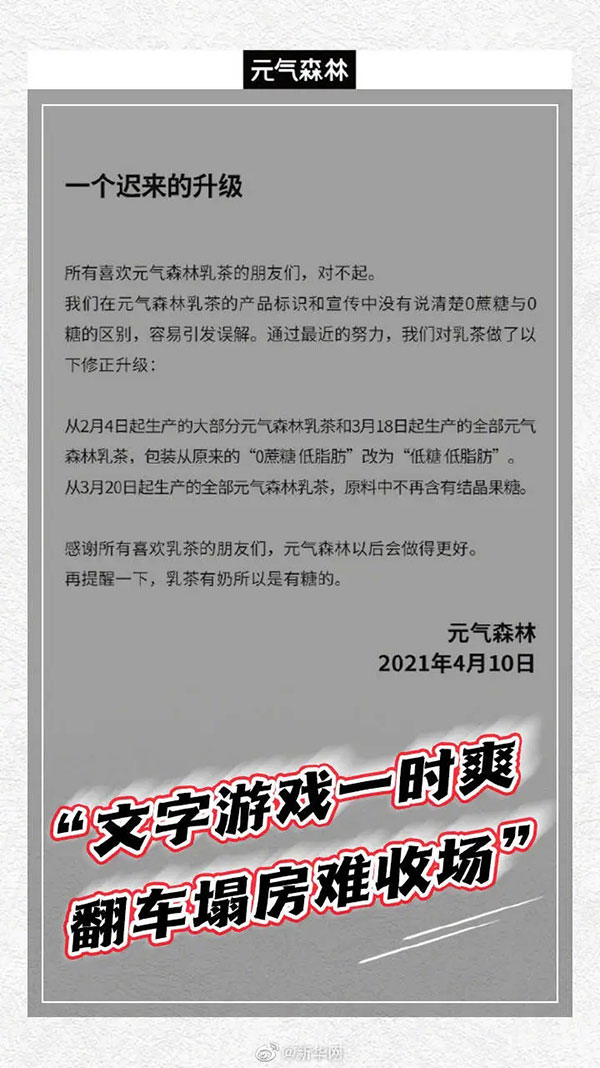 元气森林
一个迟来的升级
所有喜欢元气森林乳茶的朋友们，对不起。
我们在元气森林乳茶的产品标识和宣传中没有说清楚0蔗糖与0
糖的区别，容易引发误解。通过最近的努力，我们对乳茶做了以
下修正升级：
从2月4日起生产的大部分元气森林乳茶和3月18日起生产的全部元气
森林乳茶，包装从原来的“0蔗糖 低脂肪”改为“低糖 低脂肪”。
从3月20日起生产的全部元气森林乳茶，原料中不再含有结晶果糖。
感谢所有喜欢乳茶的朋友们，元气森林以后会做得更好。
再提醒一下，乳茶有奶所以是有糖的。
元气森林
2021年4月10日
“文字游戏一时爽
翻车塌房难收场”
@新华网